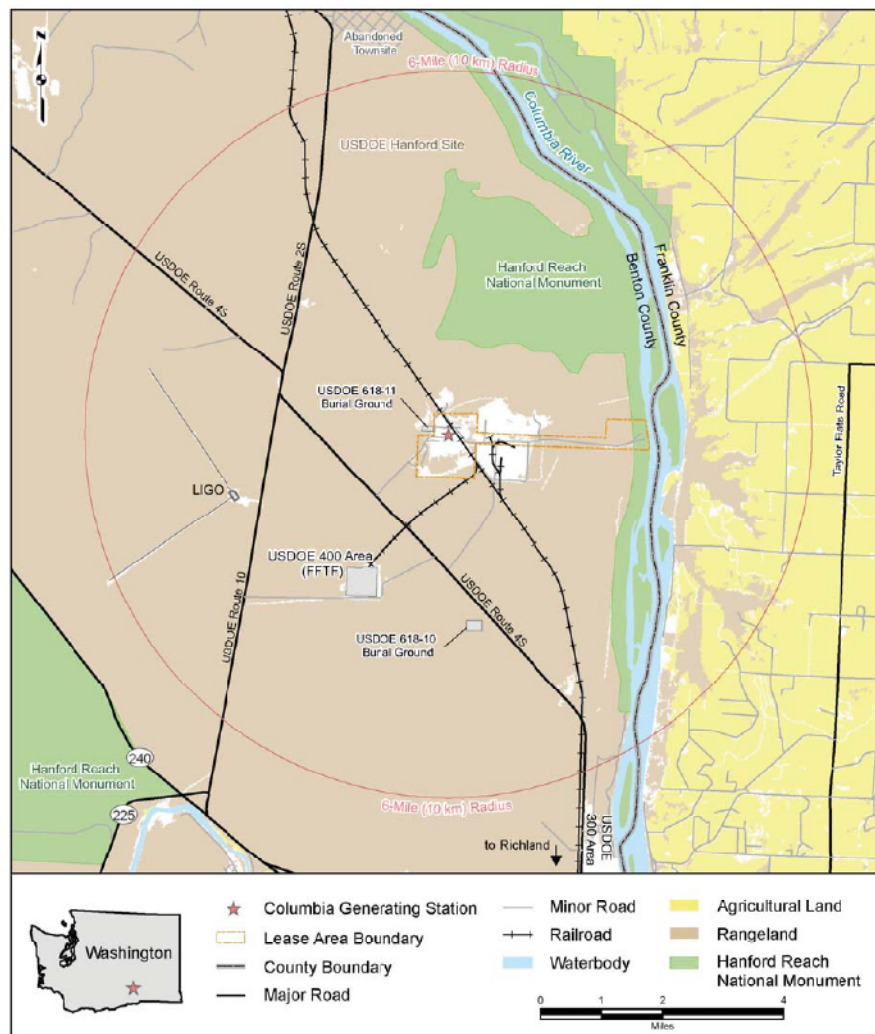 Abandoned
Townsite
6-Mile (10 km) Radius
N
Columbia River
USDOE Hanford Site
USDOE Route 2S
USDOE Route 4S
Hanford Reach
National Monument
Franklin County
Benton County
USDOE 618-11
Burial Ground
Taylor Flats Road
LIGO
USDOE 400 Area
(FFTF)
USDOE Route 10
USDOE Route 4S
USDOE 618-10
Burial Ground
240
Hanford Reach
National Monument
225
6-Mile (10 km) Radius
USDOE
300 Area
to Richland
Washington
Columbia Generating Station
Lease Area Boundary
County Boundary
Major Road
Minor Road
Railroad
Waterbody
Agricultural Land
Rangeland
Hanford Reach
National Monument
0 1 2 4
Miles